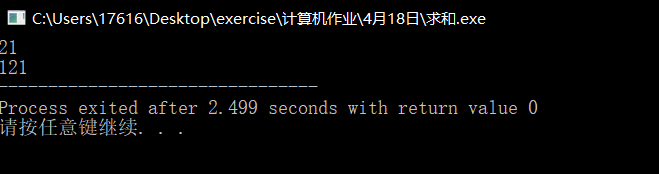 C:\Users\17616\Desktop\exercise\计算机作业\4月18日\求和.exe
21
121
--------------------------------
Process exited after 2.499 seconds with return value 0
请按任意键继续. . .